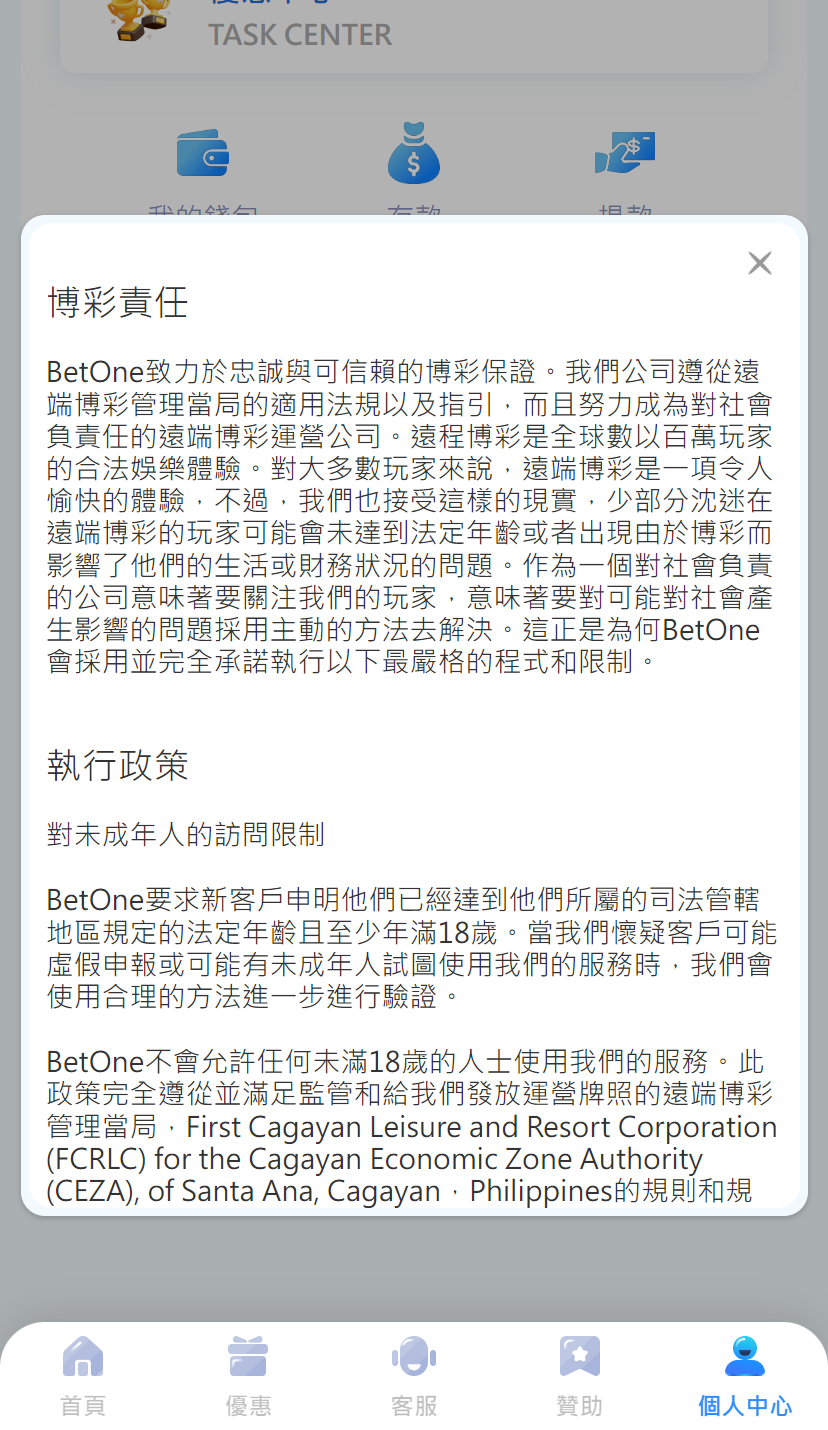 TASK CENTER
博彩責任
BetOne致力於忠誠與可信賴的博彩保證。我們公司遵從遠
端博彩管理當局的適用法規以及指引，而且努力成為對社會
負責任的遠端博彩運營公司。遠程博彩是全球數以百萬玩家
的合法娛樂體驗。對大多數玩家來說，遠端博彩是一項令人
愉快的體驗，不過，我們也接受這樣的現實，少部分沈迷在
遠端博彩的玩家可能會未達到法定年齡或者出現由於博彩而
影響了他們的生活或財務狀況的問題。作為一個對社會負責
的公司意味著要關注我們的玩家，意味著要對可能對社會產
生影響的問題採用主動的方法去解決。這正是為何BetOne
會採用並完全承諾執行以下最嚴格的程式和限制。
執行政策
對未成年人的訪問限制
BetOne要求新客戶申明他們已經達到他們所屬的司法管轄
地區規定的法定年齡且至少年滿18歲。當我們懷疑客戶可能
虛假申報或可能有未成年人試圖使用我們的服務時，我們會
使用合理的方法進一步進行驗證。
BetOne不會允許任何未滿18歲的人士使用我們的服務。此
政策完全遵從並滿足監管和給我們發放運營牌照的遠端博彩
管理當局，First Cagayan Leisure and Resort Corporation
(FCRLC) for the Cagayan Economic Zone Authority
(CEZA), of Santa Ana, Cagayan，Philippines的規則和規
首頁
優惠
客服
贊助
個人中心